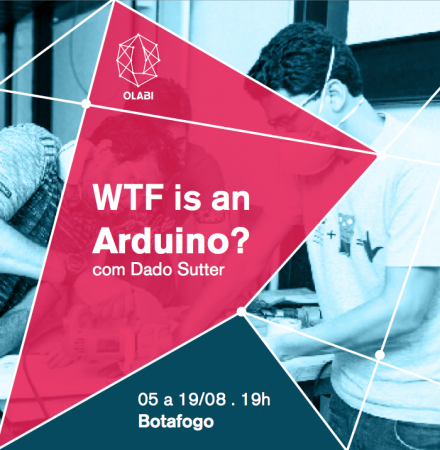 OLABI
WTF is an
Arduino?
com Dado Sutter
05 a 19/08 . 19h
Botafogo